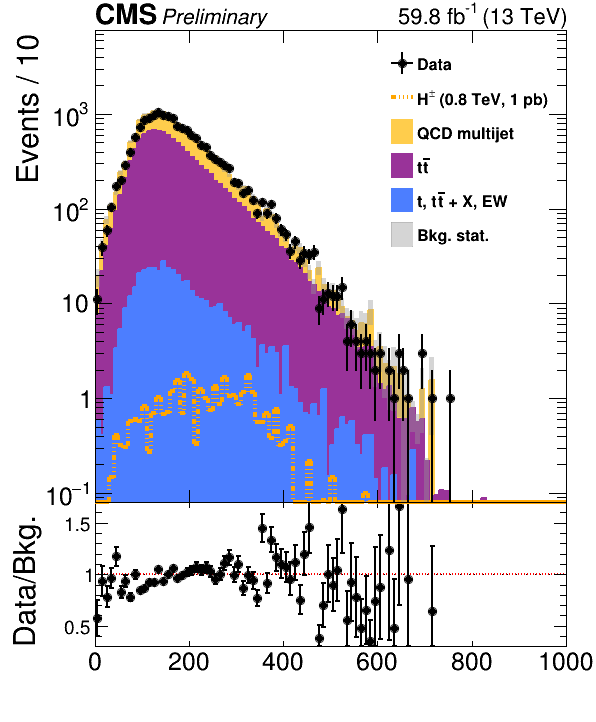 CMS Preliminary 59.8 fb⁻¹ (13 TeV)
Events / 10
10³
10²
10
1
10⁻¹
Data
H± (0.8 TeV, 1 pb)
QCD multijet
tt̄
t, tt̄ + X, EW
Bkg. stat.
Data/Bkg.
1.5
1
0.5
0 200 400 600 800 1000